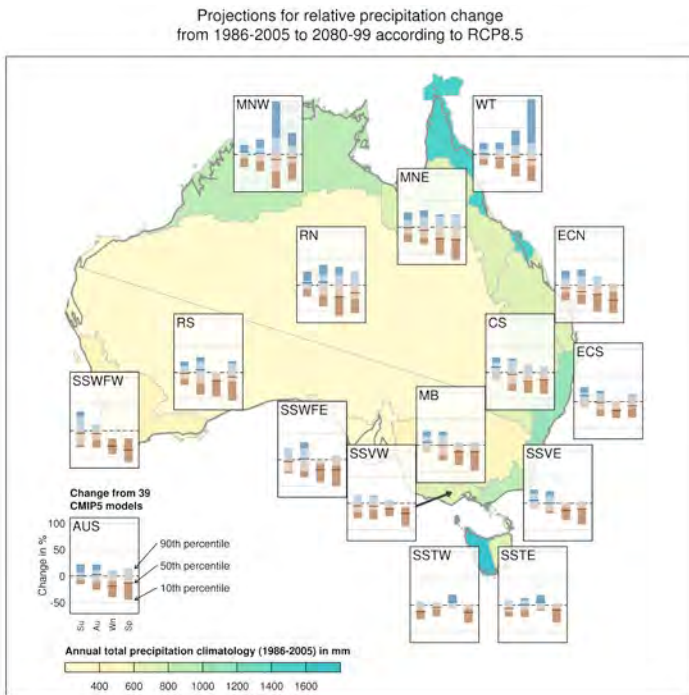 Projections for relative precipitation change
from 1986-2005 to 2080-99 according to RCP8.5
MNW
WT
MNE
RN
ECN
RS
CS
ECS
SSWFW
SSWFE
MB
SSVW
SSVE
Change from 39
CMIP5 models
AUS
100
50
0
-50
Change in %
90th percentile
50th percentile
10th percentile
Su
Au
Wn
Sp
SSTW
SSTE
Annual total precipitation climatology (1986-2005) in mm
400 600 800 1000 1200 1400 1600